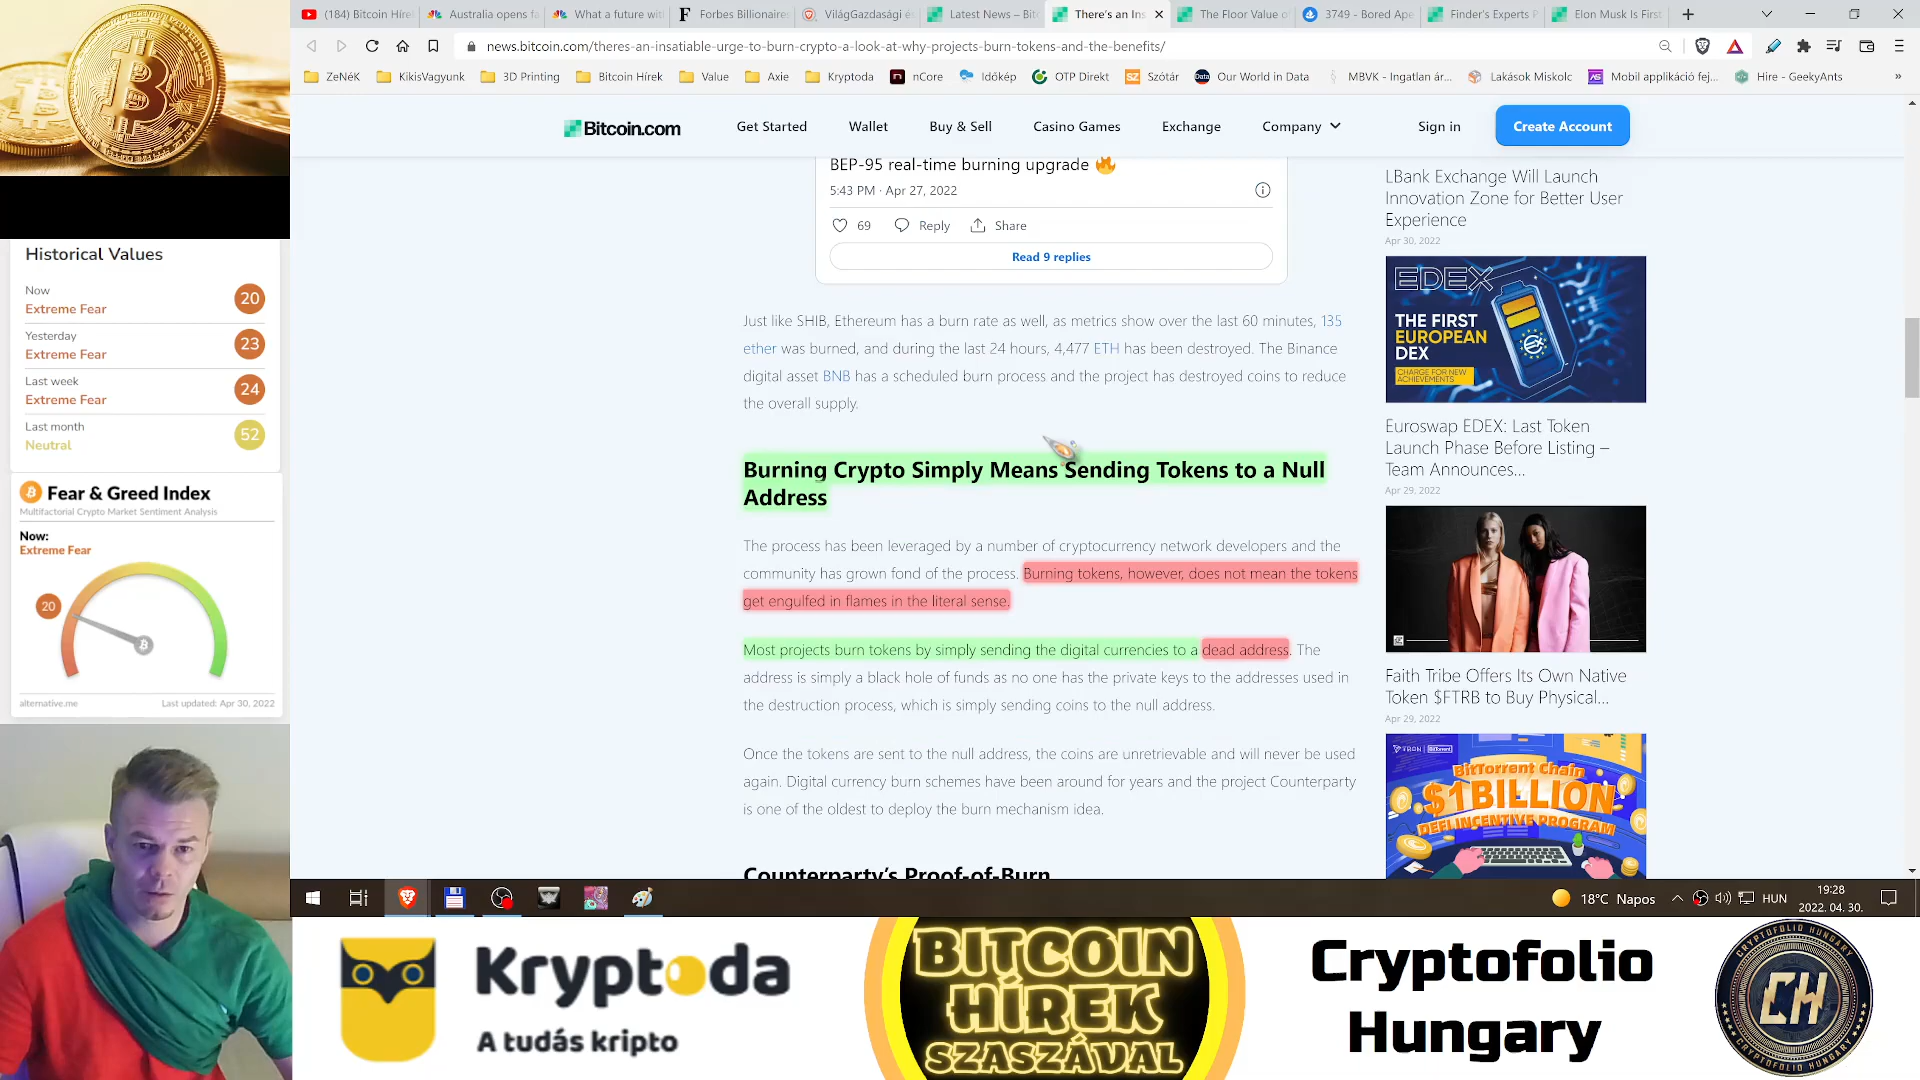 (184) Bitcoin Híre
Australia opens fa
What a future with
Forbes Billionaire
VilágGazdasági é
Latest News – Bit
There's an Ins
The Floor Value o
3749 - Bored Ape
Finder's Experts P
Elon Musk Is First
news.bitcoin.com/theres-an-insatiable-urge-to-burn-crypto-a-look-at-why-projects-burn-tokens-and-the-benefits/
ZeNéK
KikisVagyunk
3D Printing
Bitcoin Hírek
Value
Axie
Kryptoda
nCore
Időkép
OTP Direkt
Szótár
Our World in Data
MBVK - Ingatlan ár...
Lakások Miskolc
Mobil applikáció fej...
Hire - GeekyAnts
Bitcoin.com
Get Started
Wallet
Buy & Sell
Casino Games
Exchange
Company
Sign in
Create Account
BEP-95 real-time burning upgrade 🔥
5:43 PM · Apr 27, 2022
69 Reply Share
Read 9 replies
Just like SHIB, Ethereum has a burn rate as well, as metrics show over the last 60 minutes, 135
ether was burned, and during the last 24 hours, 4,477 ETH has been destroyed. The Binance
digital asset BNB has a scheduled burn process and the project has destroyed coins to reduce
the overall supply.
Burning Crypto Simply Means Sending Tokens to a Null
Address
The process has been leveraged by a number of cryptocurrency network developers and the
community has grown fond of the process. Burning tokens, however, does not mean the tokens
get engulfed in flames in the literal sense.
Most projects burn tokens by simply sending the digital currencies to a dead address. The
address is simply a black hole of funds as no one has the private keys to the addresses used in
the destruction process, which is simply sending coins to the null address.
Once the tokens are sent to the null address, the coins are unretrievable and will never be used
again. Digital currency burn schemes have been around for years and the project Counterparty
is one of the oldest to deploy the burn mechanism idea.
Counterparty's Proof-of-Burn
LBank Exchange Will Launch
Innovation Zone for Better User
Experience
Apr 30, 2022
EDEX
THE FIRST
EUROPEAN
DEX
CHARGE FOR NEW
ACHIEVEMENTS
Euroswap EDEX: Last Token
Launch Phase Before Listing –
Team Announces...
Apr 29, 2022
Faith Tribe Offers Its Own Native
Token $FTRB to Buy Physical...
Apr 29, 2022
TRON BitTorrent
BitTorrent Chain
$1 BILLION
DEFI INCENTIVE PROGRAM
Historical Values
Now
Extreme Fear
20
Yesterday
Extreme Fear
23
Last week
Extreme Fear
24
Last month
Neutral
52
Fear & Greed Index
Multifactorial Crypto Market Sentiment Analysis
Now:
Extreme Fear
20
alternative.me
Last updated: Apr 30, 2022
18°C Napos
HUN
19:28
2022. 04. 30.
Kryptoda
A tudás kripto
BITCOIN
HÍREK
SZASZÁVAL
Cryptofolio
Hungary
CRYPTOFOLIO HUNGARY
CH
CRYPTOFOLIO HUNGARY